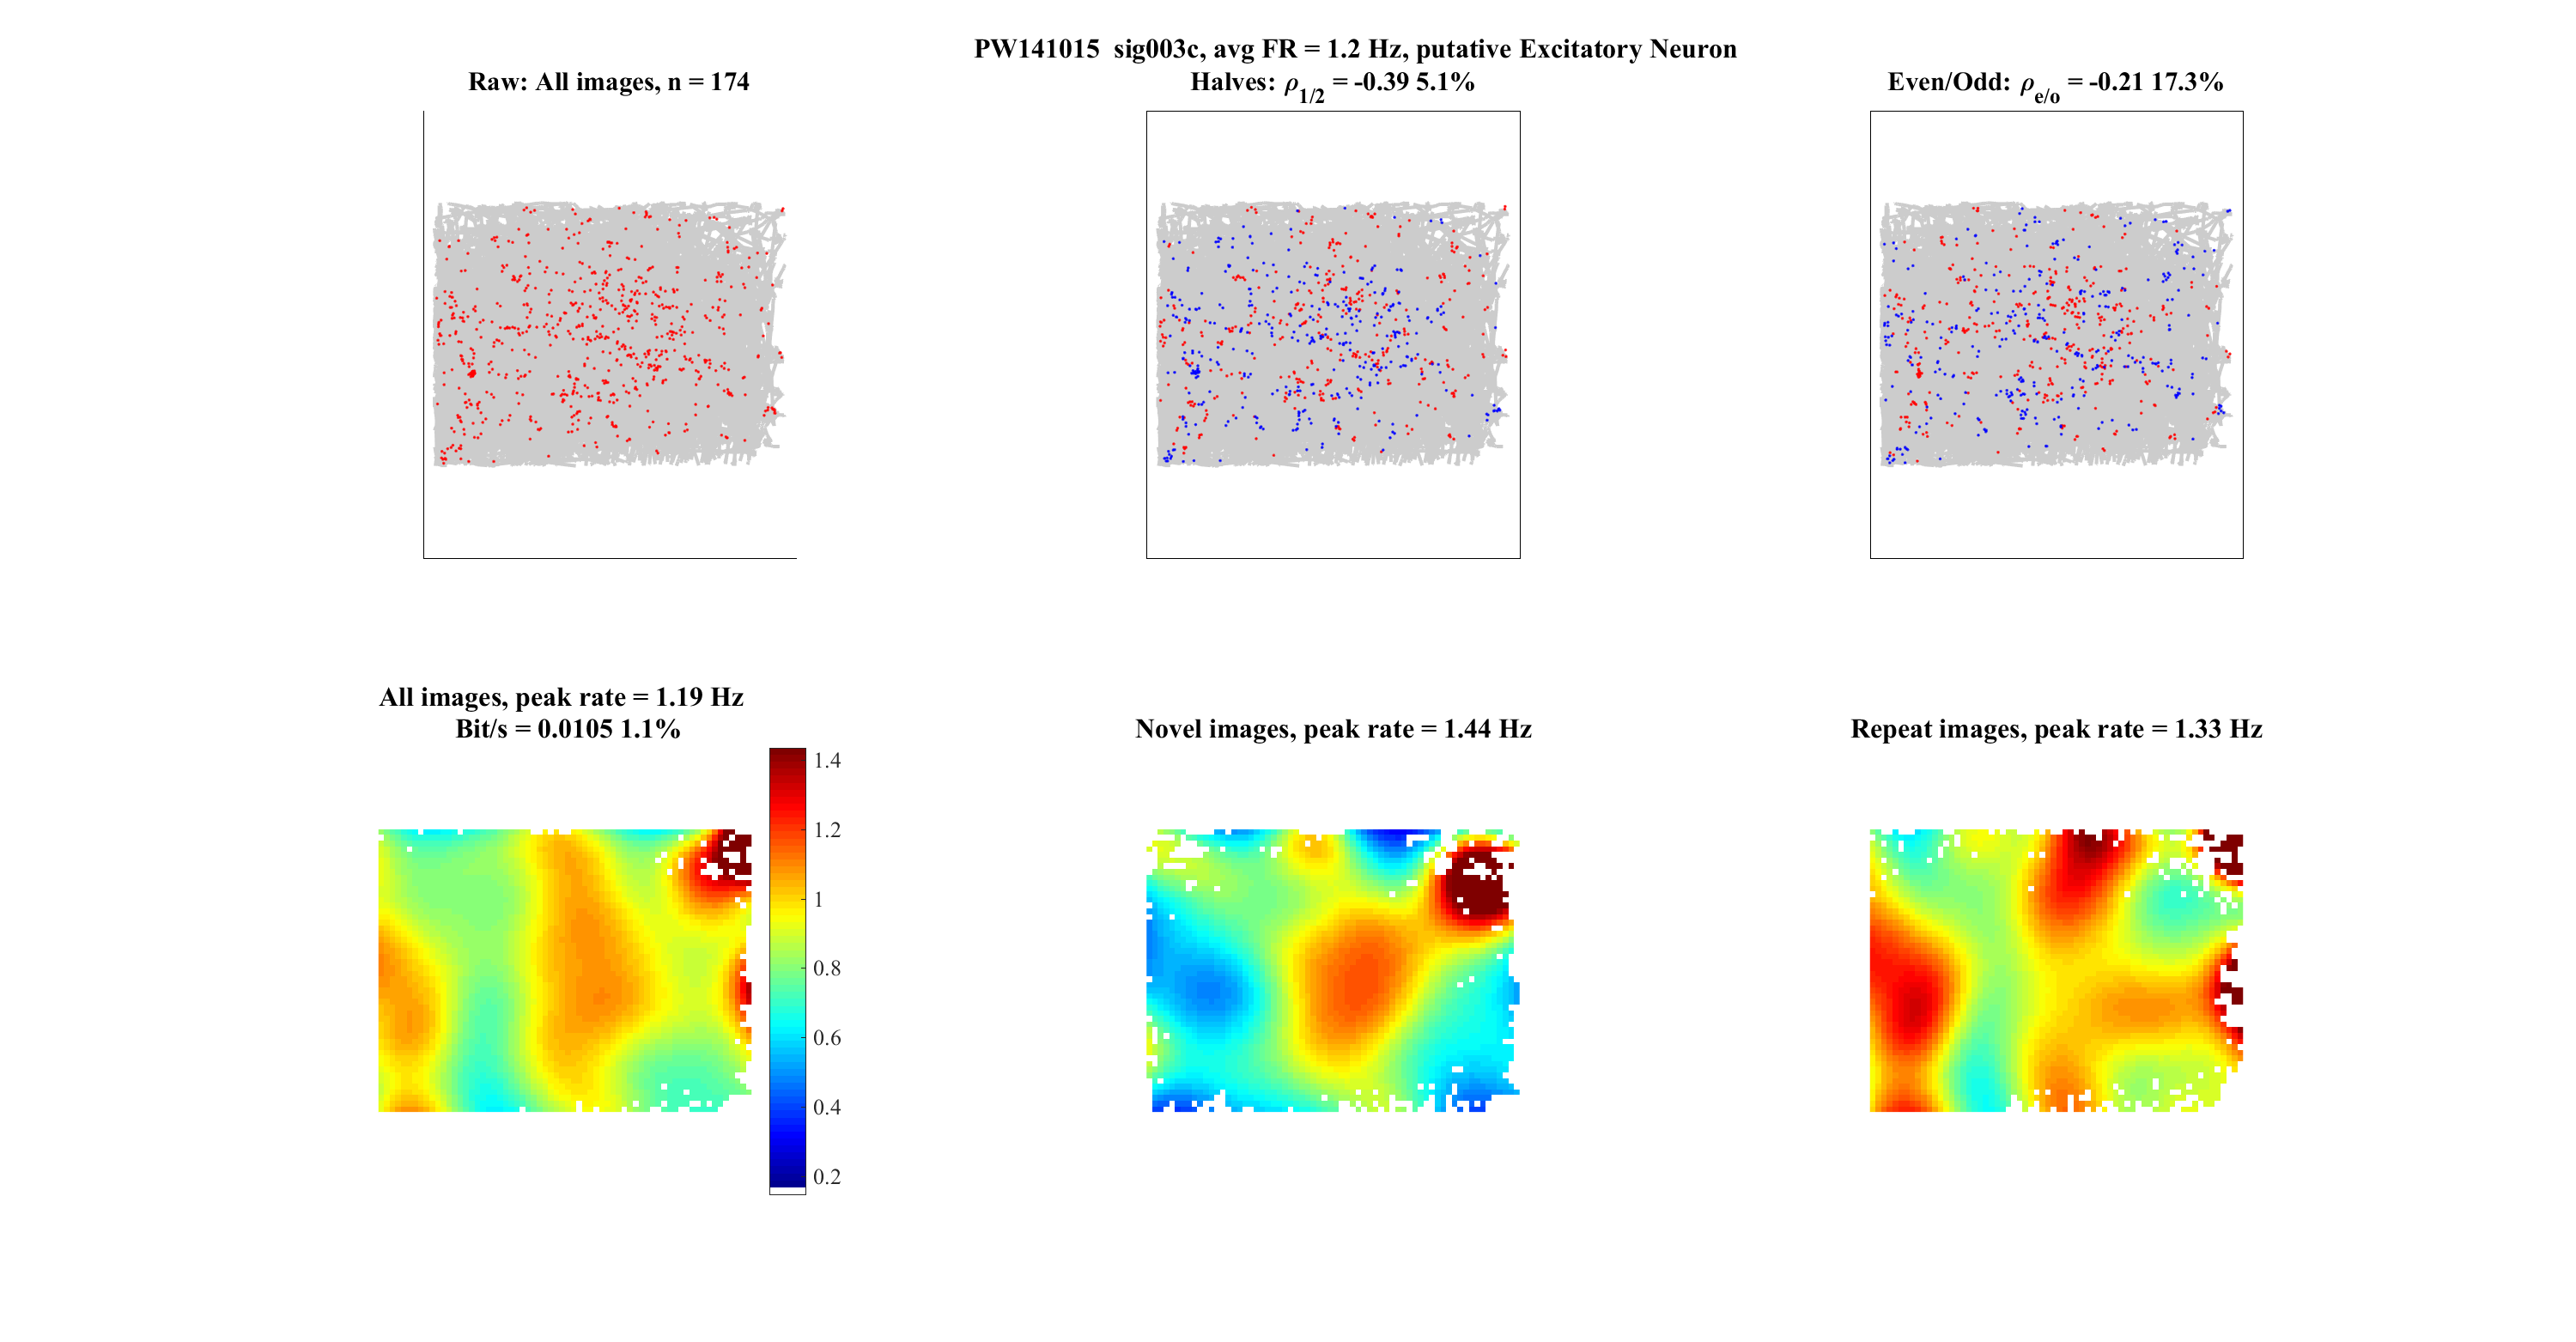 PW141015 sig003c, avg FR = 1.2 Hz, putative Excitatory Neuron
Raw: All images, n = 174
Halves: ρ1/2 = -0.39 5.1%
Even/Odd: ρe/o = -0.21 17.3%
All images, peak rate = 1.19 Hz
Bit/s = 0.0105 1.1%
1.4
1.2
1
0.8
0.6
0.4
0.2
Novel images, peak rate = 1.44 Hz
Repeat images, peak rate = 1.33 Hz